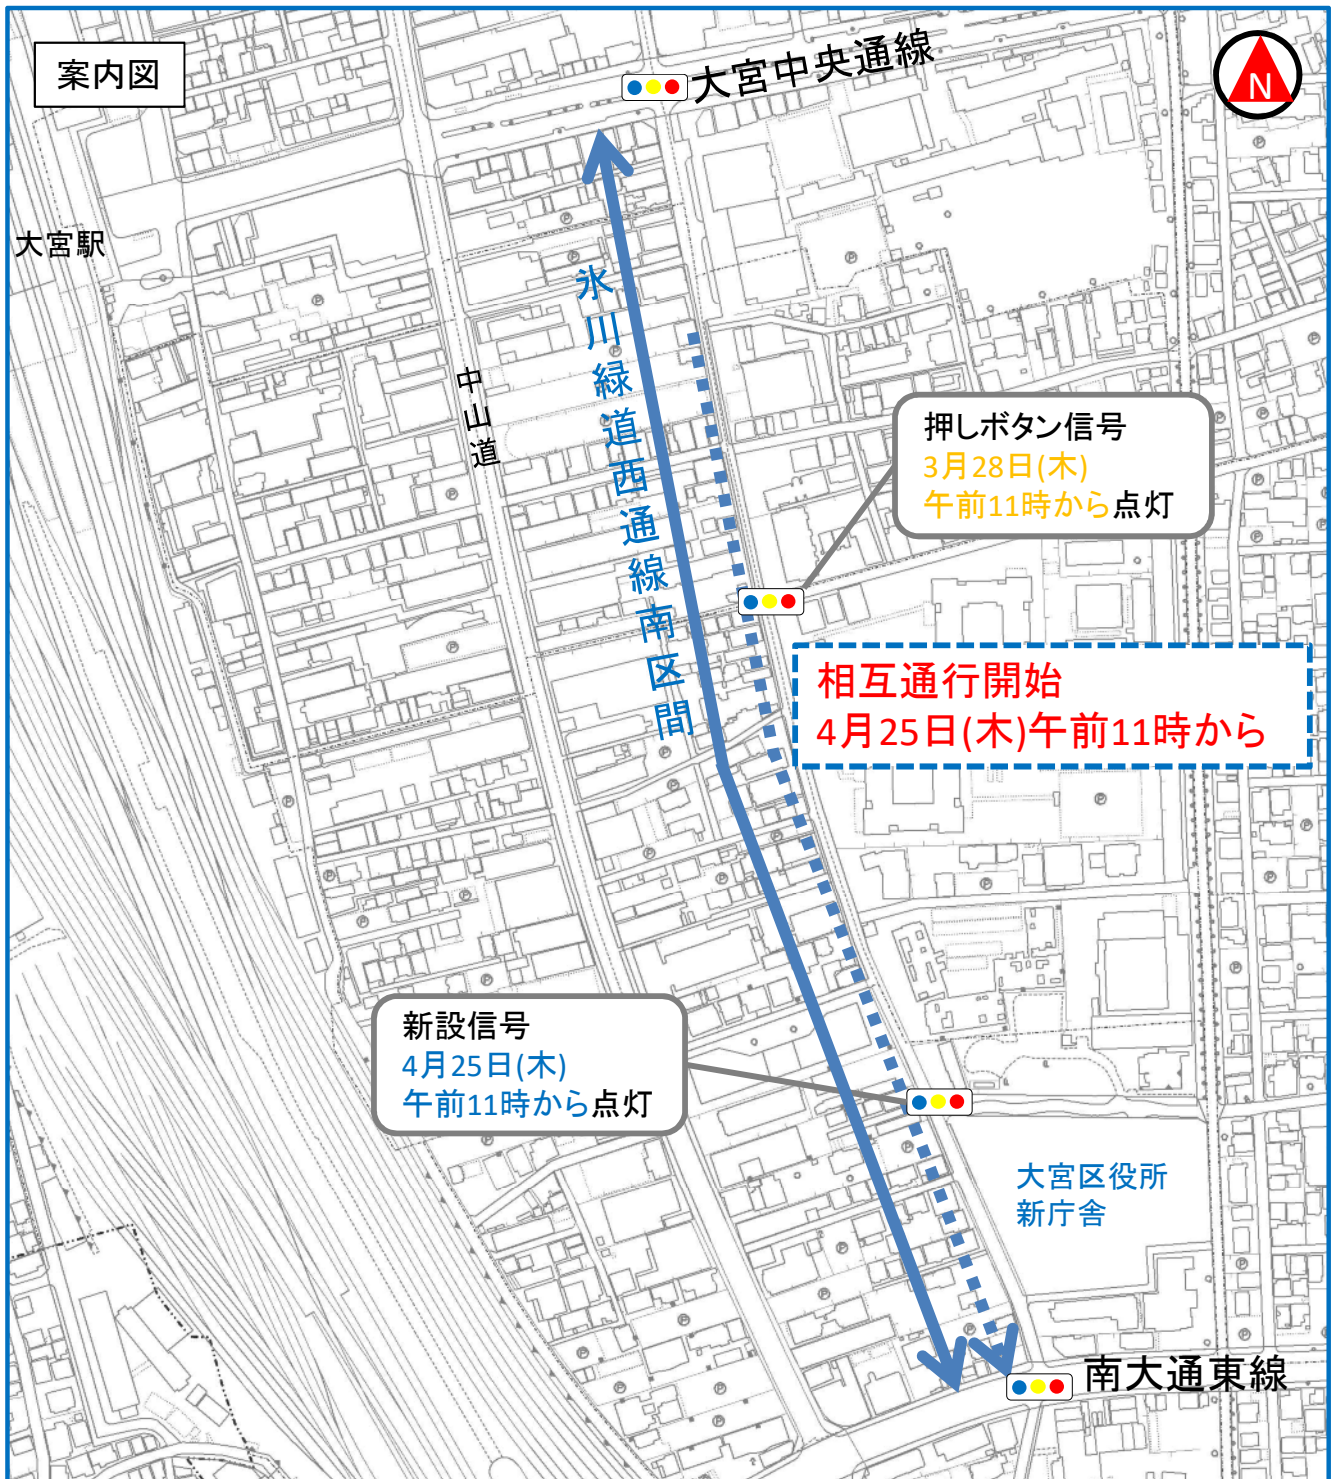 案内図
大宮中央通線
N
大宮駅
氷川緑道西通線南区間
中山道
押しボタン信号
3月28日(木)
午前11時から点灯
相互通行開始
4月25日(木)午前11時から
新設信号
4月25日(木)
午前11時から点灯
大宮区役所
新庁舎
南大通東線